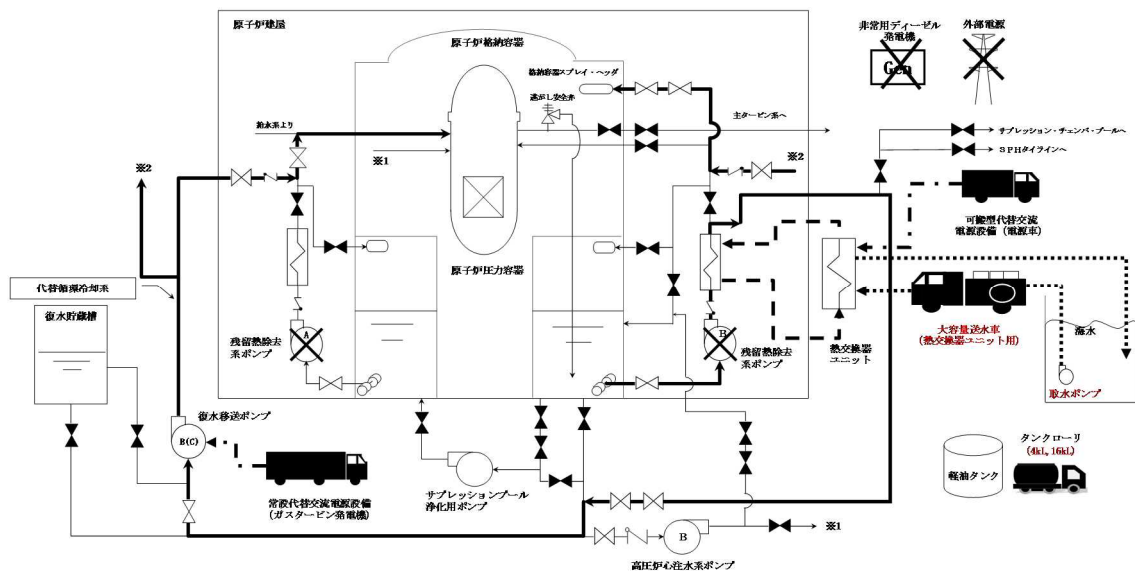 原子炉建屋
原子炉格納容器
格納容器スプレイ・ヘッダ
逃がし安全弁
非常用ディーゼル
発電機
Gen
外部電源
給水系より
主タービン系へ
※1
※2
※2
サプレッション・チェンバ・プールへ
SPHタイラインへ
可搬型代替交流
電源設備（電源車）
原子炉圧力容器
代替循環冷却系
復水貯蔵槽
A
残留熱除去
系ポンプ
B
残留熱除去
系ポンプ
熱交換器
ユニット
大容量送水車
（熱交換器ユニット用）
海水
取水ポンプ
復水移送ポンプ
B(C)
常設代替交流電源設備
（ガスタービン発電機）
サプレッションプール
浄化用ポンプ
タンクローリ
(4kL, 16kL)
軽油タンク
B
※1
高圧炉心注水系ポンプ